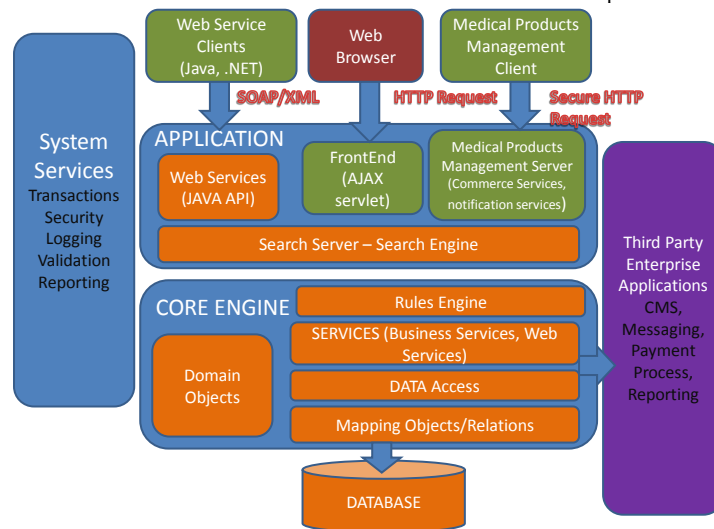 Web Service
Clients
(Java, .NET)
Web
Browser
Medical Products
Management
Client
SOAP/XML
HTTP Request
Secure HTTP
Request
System
Services
Transactions
Security
Logging
Validation
Reporting
APPLICATION
Web Services
(JAVA API)
FrontEnd
(AJAX
servlet)
Medical Products
Management Server
(Commerce Services,
notification services)
Search Server – Search Engine
CORE ENGINE
Domain
Objects
Rules Engine
SERVICES (Business Services, Web
Services)
DATA Access
Mapping Objects/Relations
DATABASE
Third Party
Enterprise
Applications
CMS,
Messaging,
Payment
Process,
Reporting